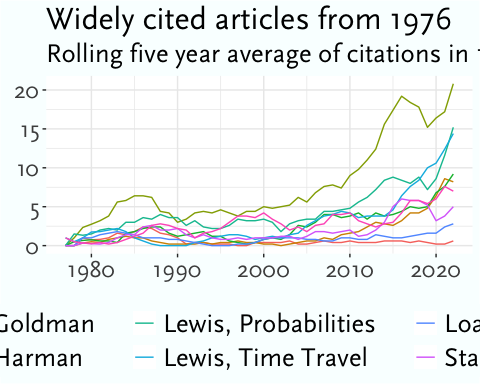 Widely cited articles from 1976
Rolling five year average of citations in
20
15
10
5
0
1980 1990 2000 2010 2020
Goldman Lewis, Probabilities Loa
Harman Lewis, Time Travel Sta